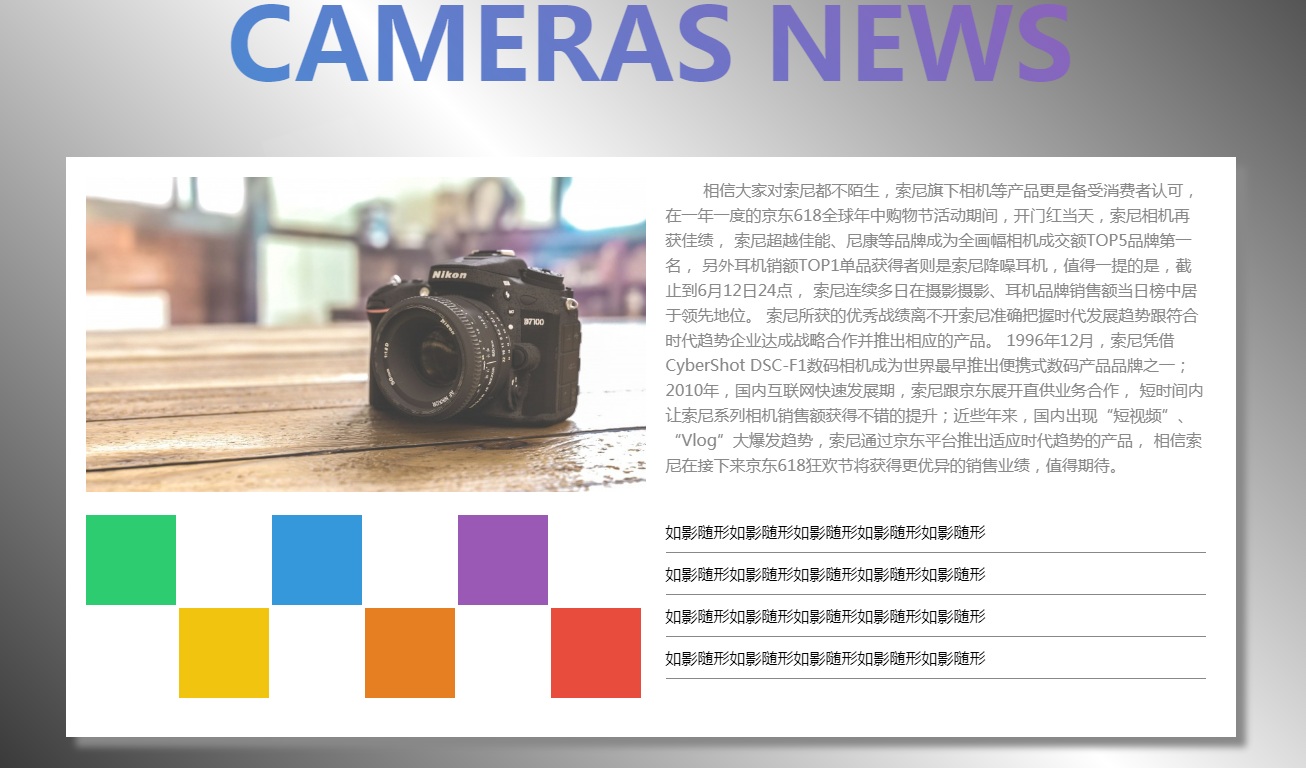 CAMERAS NEWS
Nikon
D7100
相信大家对索尼都不陌生，索尼旗下相机等产品更是备受消费者认可，
在一年一度的京东618全球年中购物节活动期间，开门红当天，索尼相机再
获佳绩， 索尼超越佳能、尼康等品牌成为全画幅相机成交额TOP5品牌第一
名， 另外耳机销额TOP1单品获得者则是索尼降噪耳机，值得一提的是，截
止到6月12日24点， 索尼连续多日在摄影摄影、耳机品牌销售额当日榜中居
于领先地位。 索尼所获的优秀战绩离不开索尼准确把握时代发展趋势跟符合
时代趋势企业达成战略合作并推出相应的产品。 1996年12月，索尼凭借
CyberShot DSC-F1数码相机成为世界最早推出便携式数码产品品牌之一；
2010年，国内互联网快速发展期，索尼跟京东展开直供业务合作， 短时间内
让索尼系列相机销售额获得不错的提升；近些年来，国内出现“短视频”、
“Vlog”大爆发趋势，索尼通过京东平台推出适应时代趋势的产品， 相信索
尼在接下来京东618狂欢节将获得更优异的销售业绩，值得期待。
如影随形如影随形如影随形如影随形如影随形
如影随形如影随形如影随形如影随形如影随形
如影随形如影随形如影随形如影随形如影随形
如影随形如影随形如影随形如影随形如影随形